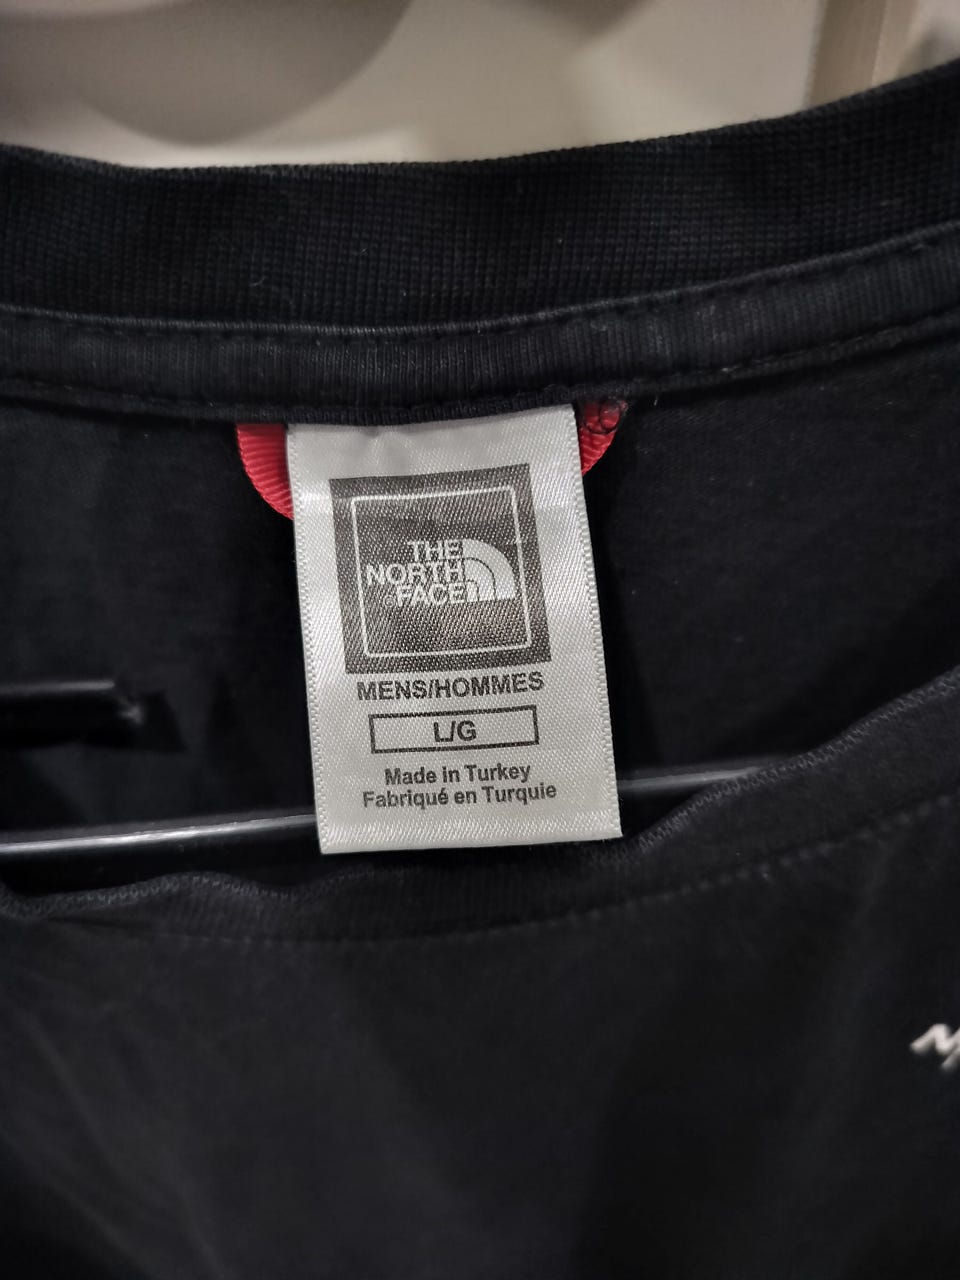 THE
NORTH
FACE
MENS/HOMMES
L/G
Made in Turkey
Fabriqué en Turquie